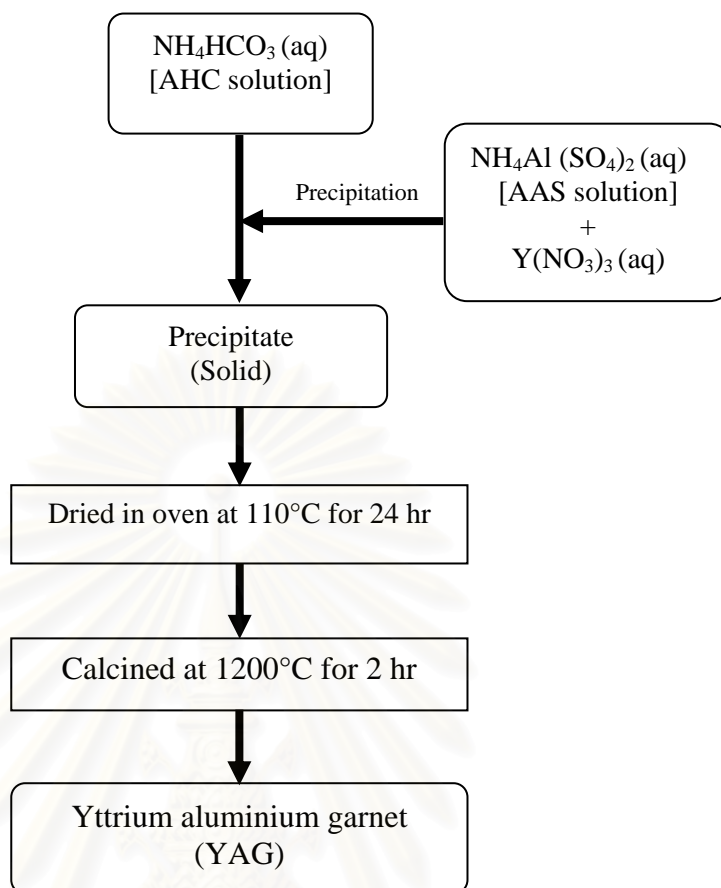 NH₄HCO₃ (aq)
[AHC solution]
NH₄Al (SO₄)₂ (aq)
[AAS solution]
+
Y(NO₃)₃ (aq)
Precipitation
Precipitate
(Solid)
Dried in oven at 110°C for 24 hr
Calcined at 1200°C for 2 hr
Yttrium aluminium garnet
(YAG)